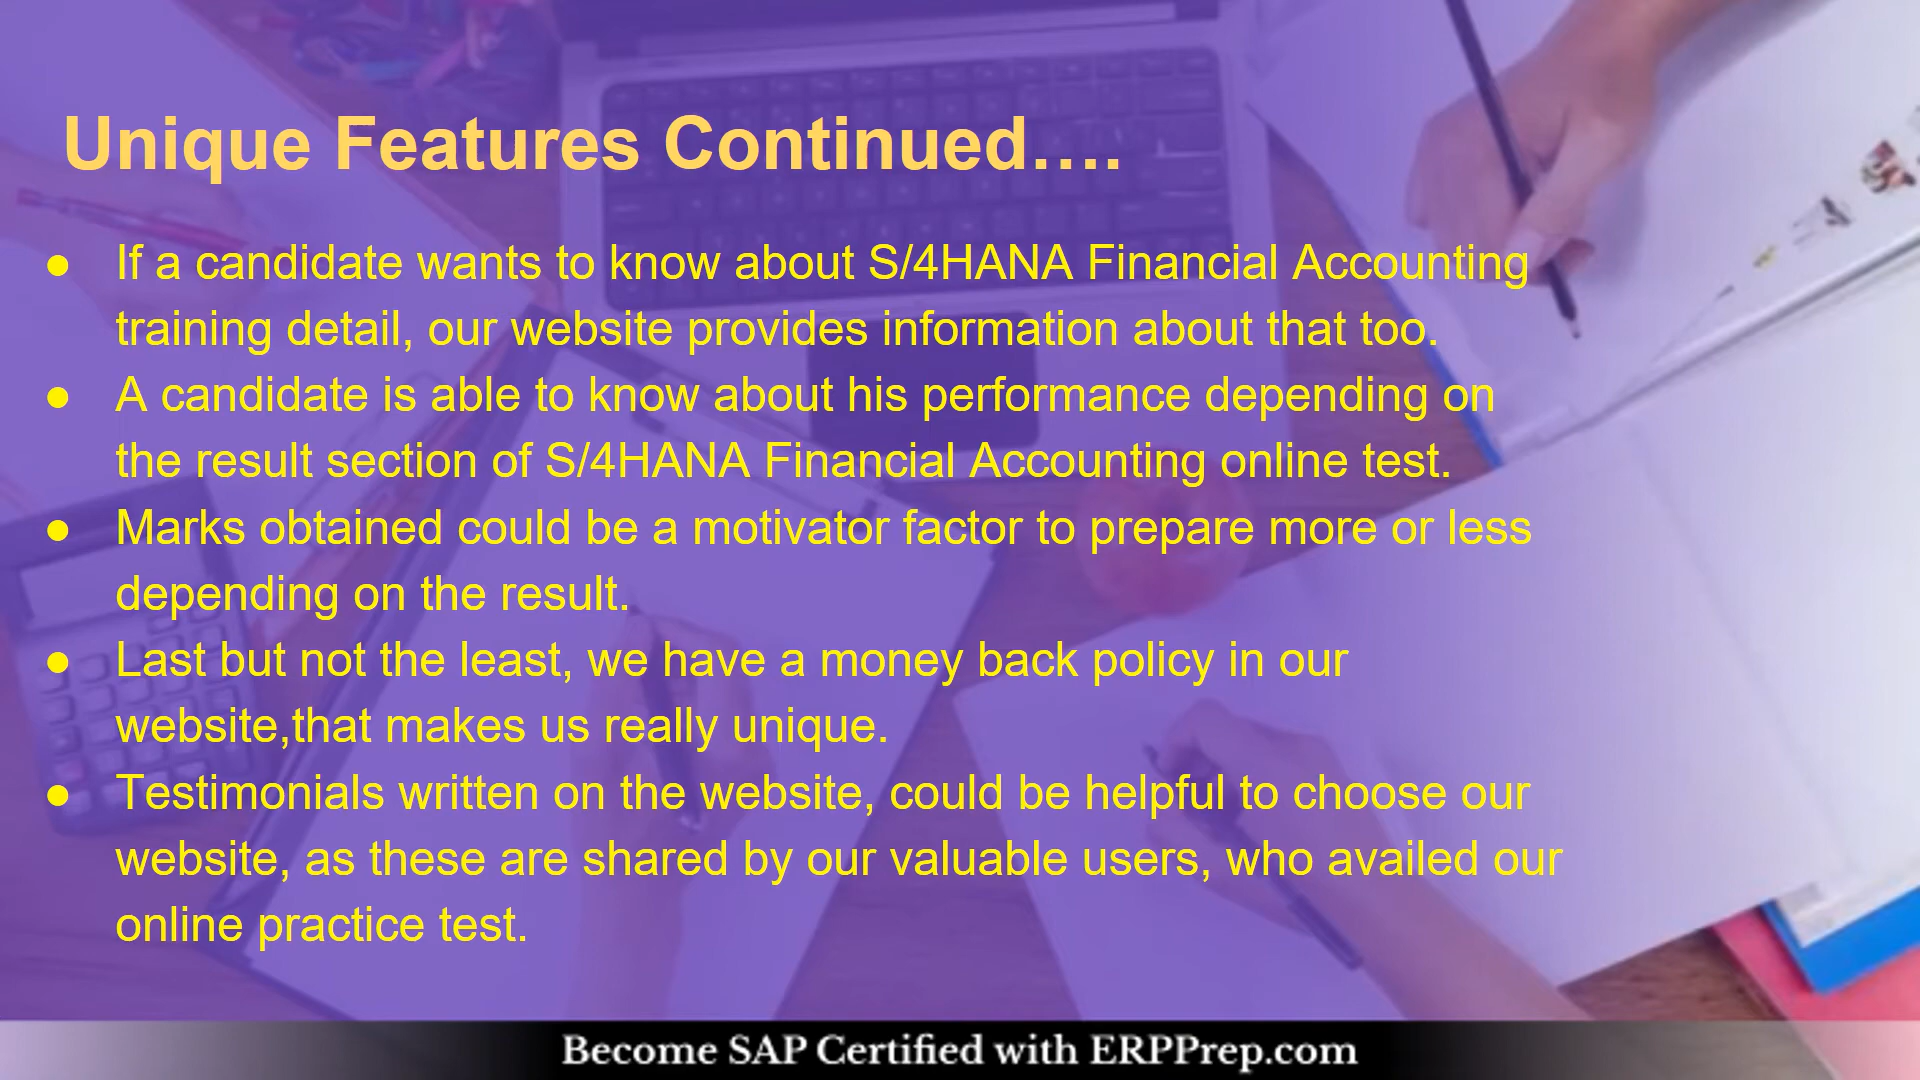 Unique Features Continued….
● If a candidate wants to know about S/4HANA Financial Accounting
training detail, our website provides information about that too.
● A candidate is able to know about his performance depending on
the result section of S/4HANA Financial Accounting online test.
● Marks obtained could be a motivator factor to prepare more or less
depending on the result.
● Last but not the least, we have a money back policy in our
website,that makes us really unique.
● Testimonials written on the website, could be helpful to choose our
website, as these are shared by our valuable users, who availed our
online practice test.
Become SAP Certified with ERPPrep.com